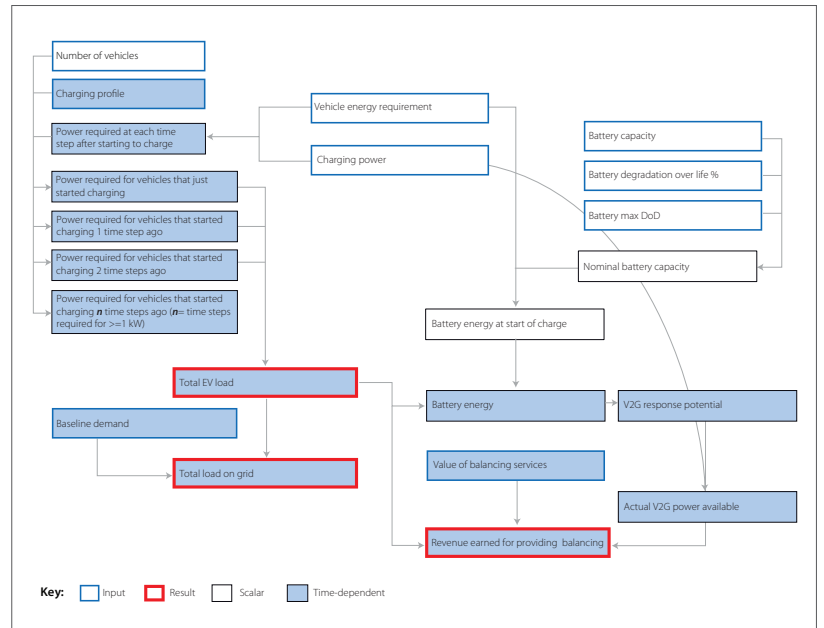 Number of vehicles
Charging profile
Power required at each time
step after starting to charge
Power required for vehicles that just
started charging
Power required for vehicles that started
charging 1 time step ago
Power required for vehicles that started
charging 2 time steps ago
Power required for vehicles that started
charging n time steps ago (n= time steps
required for >=1 kW)
Vehicle energy requirement
Charging power
Battery capacity
Battery degradation over life %
Battery max DoD
Nominal battery capacity
Battery energy at start of charge
Total EV load
Battery energy
V2G response potential
Baseline demand
Total load on grid
Value of balancing services
Actual V2G power available
Revenue earned for providing balancing
Key:
Input
Result
Scalar
Time-dependent